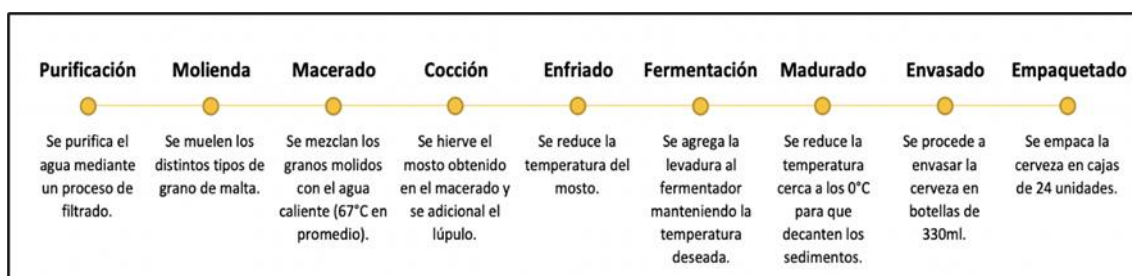 Purificación
Molienda
Macerado
Cocción
Enfriado
Fermentación
Madurado
Envasado
Empaquetado
Se purifica el
agua mediante
un proceso de
filtrado.
Se muelen los
distintos tipos de
grano de malta.
Se mezclan los
granos molidos
con el agua
caliente (67°C en
promedio).
Se hierve el
mosto obtenido
en el macerado y
se adicional el
lúpulo.
Se reduce la
temperatura del
mosto.
Se agrega la
levadura al
fermentador
manteniendo la
temperatura
deseada.
Se reduce la
temperatura
cerca a los 0°C
para que
decanten los
sedimentos.
Se procede a
envasar la
cerveza en
botellas de
330ml.
Se empaca la
cerveza en cajas
de 24 unidades.